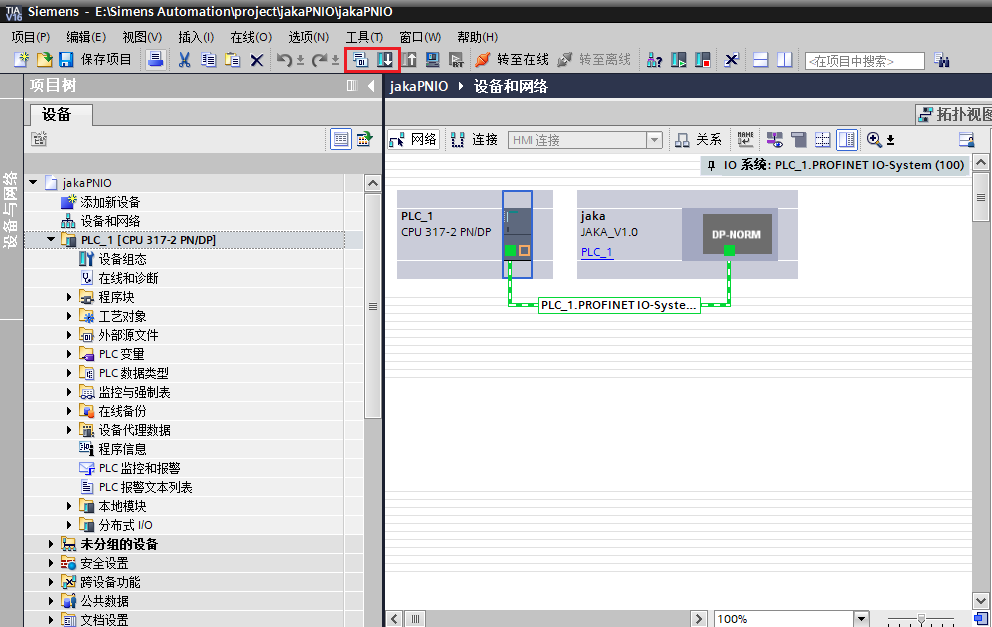 TIA V16
Siemens - E:\Simens Automation\project\jakaPNIO\jakaPNIO
项目(P) 编辑(E) 视图(V) 插入(I) 在线(O) 选项(N) 工具(T) 窗口(W) 帮助(H)
保存项目 转至在线 转至离线 <在项目中搜索>
项目树
jakaPNIO 设备和网络
设备
拓扑视图
网络 连接 HMI 连接 关系
设备与网络
IO 系统: PLC_1.PROFINET IO-System (100)
jakaPNIO
添加新设备
设备和网络
PLC_1 [CPU 317-2 PN/DP]
设备组态
在线和诊断
程序块
工艺对象
外部源文件
PLC 变量
PLC 数据类型
监控与强制表
在线备份
设备代理数据
程序信息
PLC 监控和报警
PLC 报警文本列表
本地模块
分布式 I/O
未分组的设备
安全设置
跨设备功能
公共数据
文档设置
PLC_1
CPU 317-2 PN/DP
jaka
JAKA_V1.0
PLC_1
DP-NORM
PLC_1.PROFINET IO-Syste...
100%